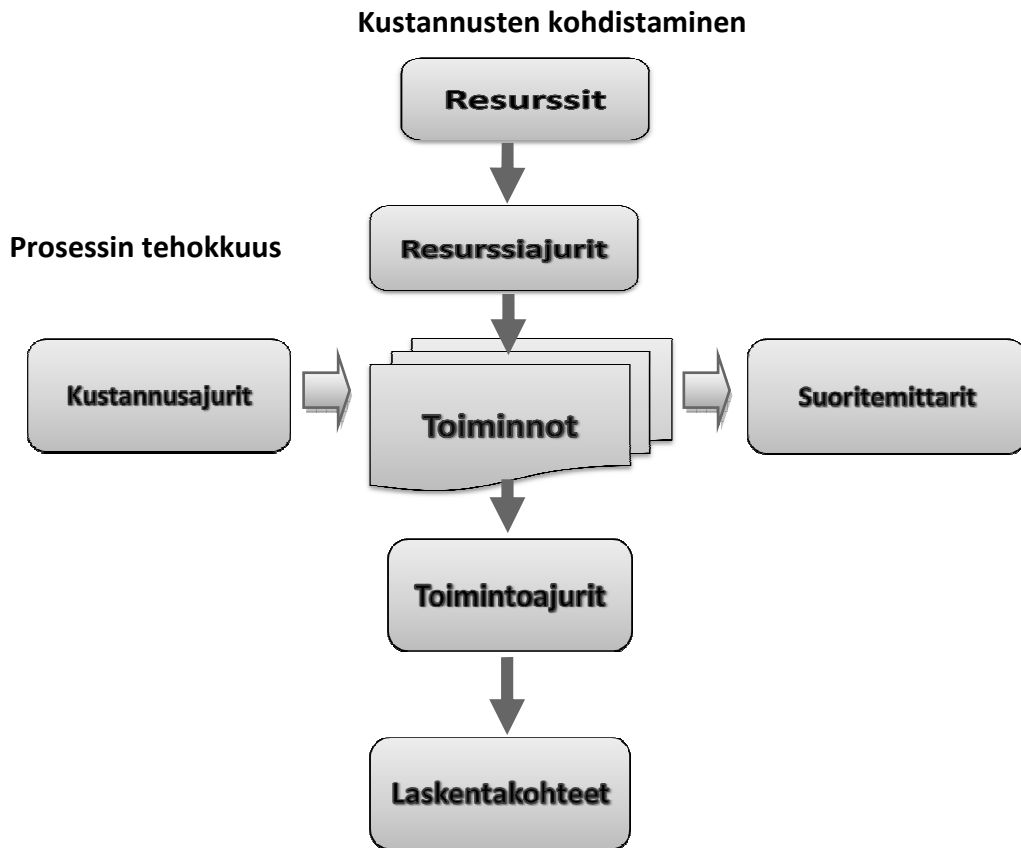 Kustannusten kohdistaminen
Resurssit
Prosessin tehokkuus
Resurssiajurit
Kustannusajurit
Toiminnot
Suoritemittarit
Toimintoajurit
Laskentakohteet